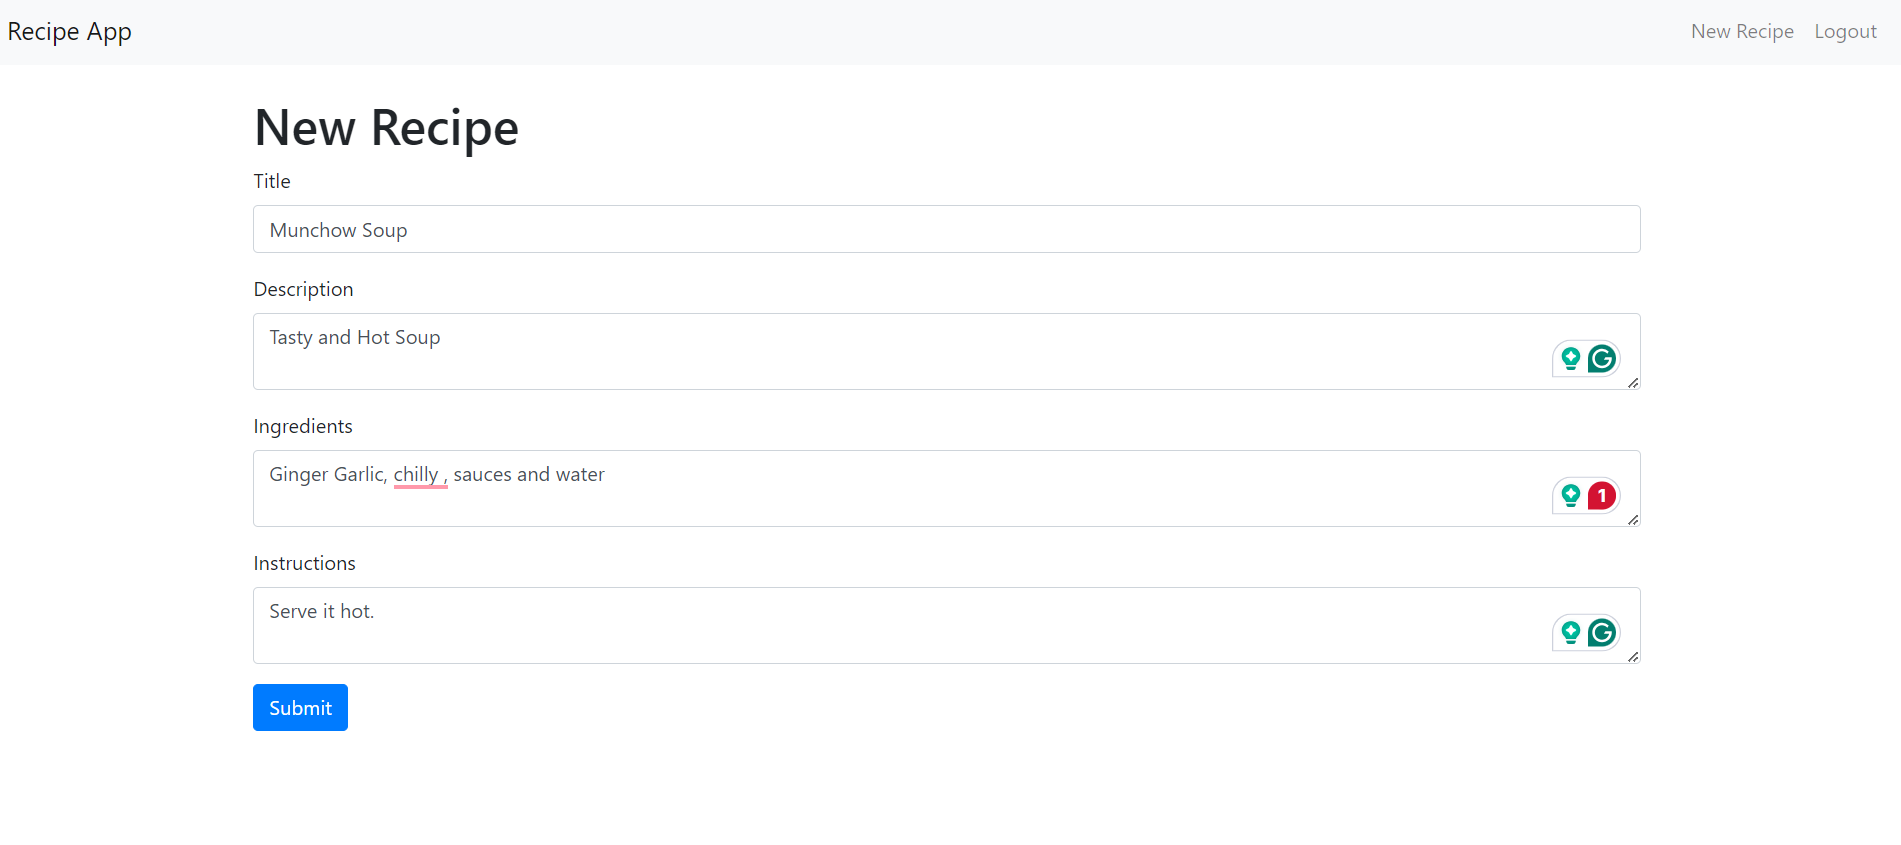 Recipe App
New Recipe Logout
New Recipe
Title
Munchow Soup
Description
Tasty and Hot Soup
Ingredients
Ginger Garlic, chilly , sauces and water
1
Instructions
Serve it hot.
Submit